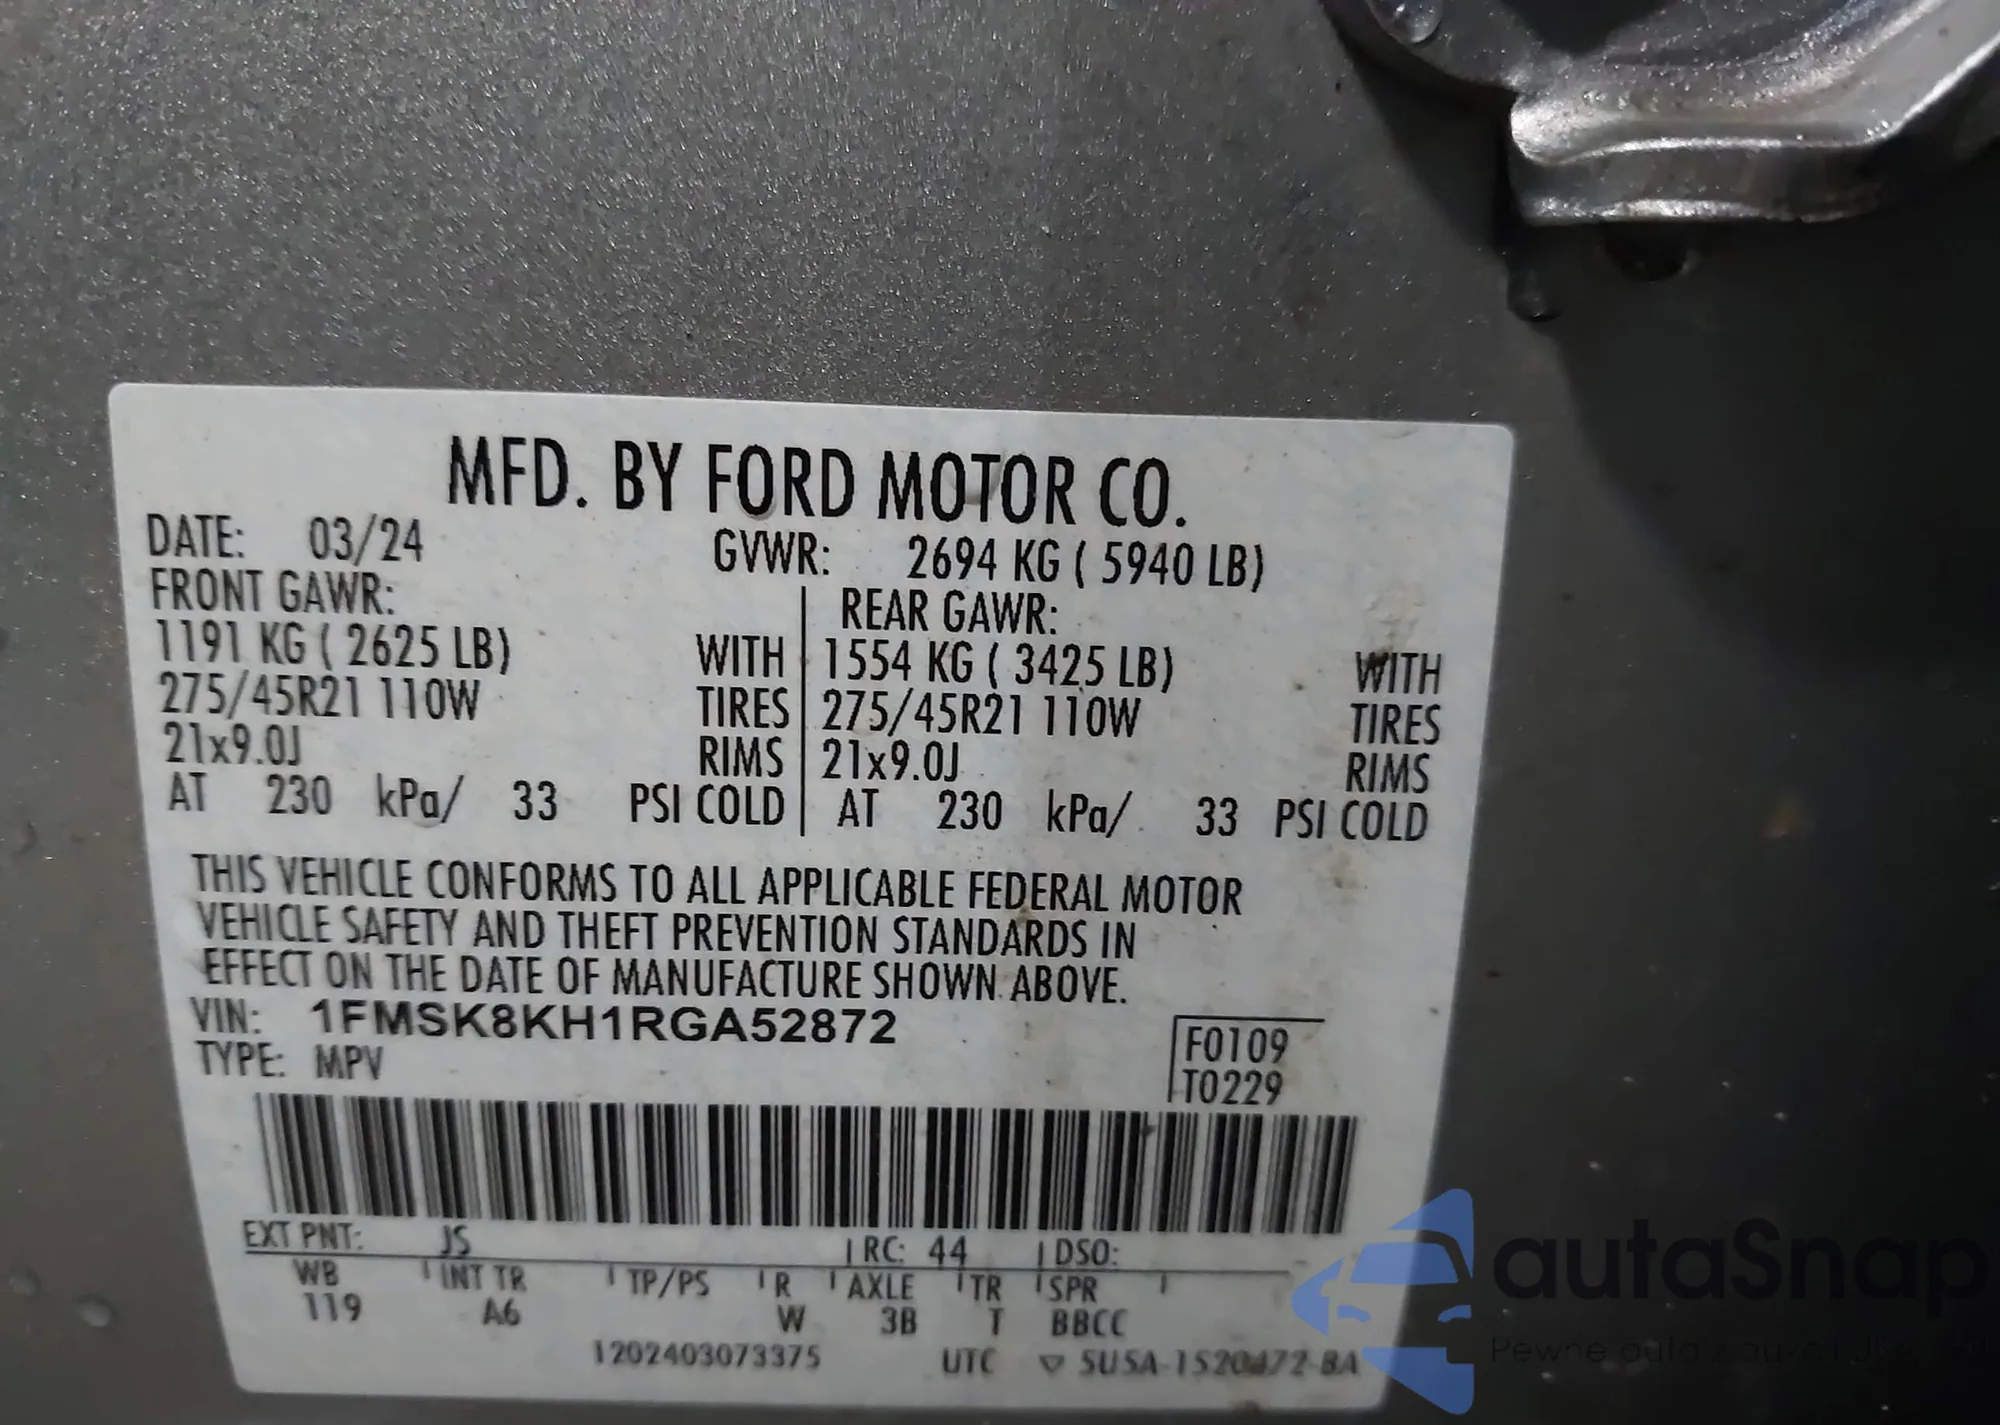 MFD. BY FORD MOTOR CO.
DATE: 03/24 GVWR: 2694 KG ( 5940 LB)
FRONT GAWR: REAR GAWR:
1191 KG ( 2625 LB) WITH 1554 KG ( 3425 LB) WITH
275/45R21 110W TIRES 275/45R21 110W TIRES
21x9.0J RIMS 21x9.0J RIMS
AT 230 kPa/ 33 PSI COLD AT 230 kPa/ 33 PSI COLD
THIS VEHICLE CONFORMS TO ALL APPLICABLE FEDERAL MOTOR
VEHICLE SAFETY AND THEFT PREVENTION STANDARDS IN
EFFECT ON THE DATE OF MANUFACTURE SHOWN ABOVE.
VIN: 1FMSK8KH1RGA52872
F0109
TYPE: MPV
T0229
EXT PNT: JS RC: 44 DSO:
WB INT TR TP/PS R AXLE TR SPR
119 A6 W 3B T BBCC
1202403073375 UTC ▽ 5U5A-1520472-BA
autaSnap
Pewne auto z